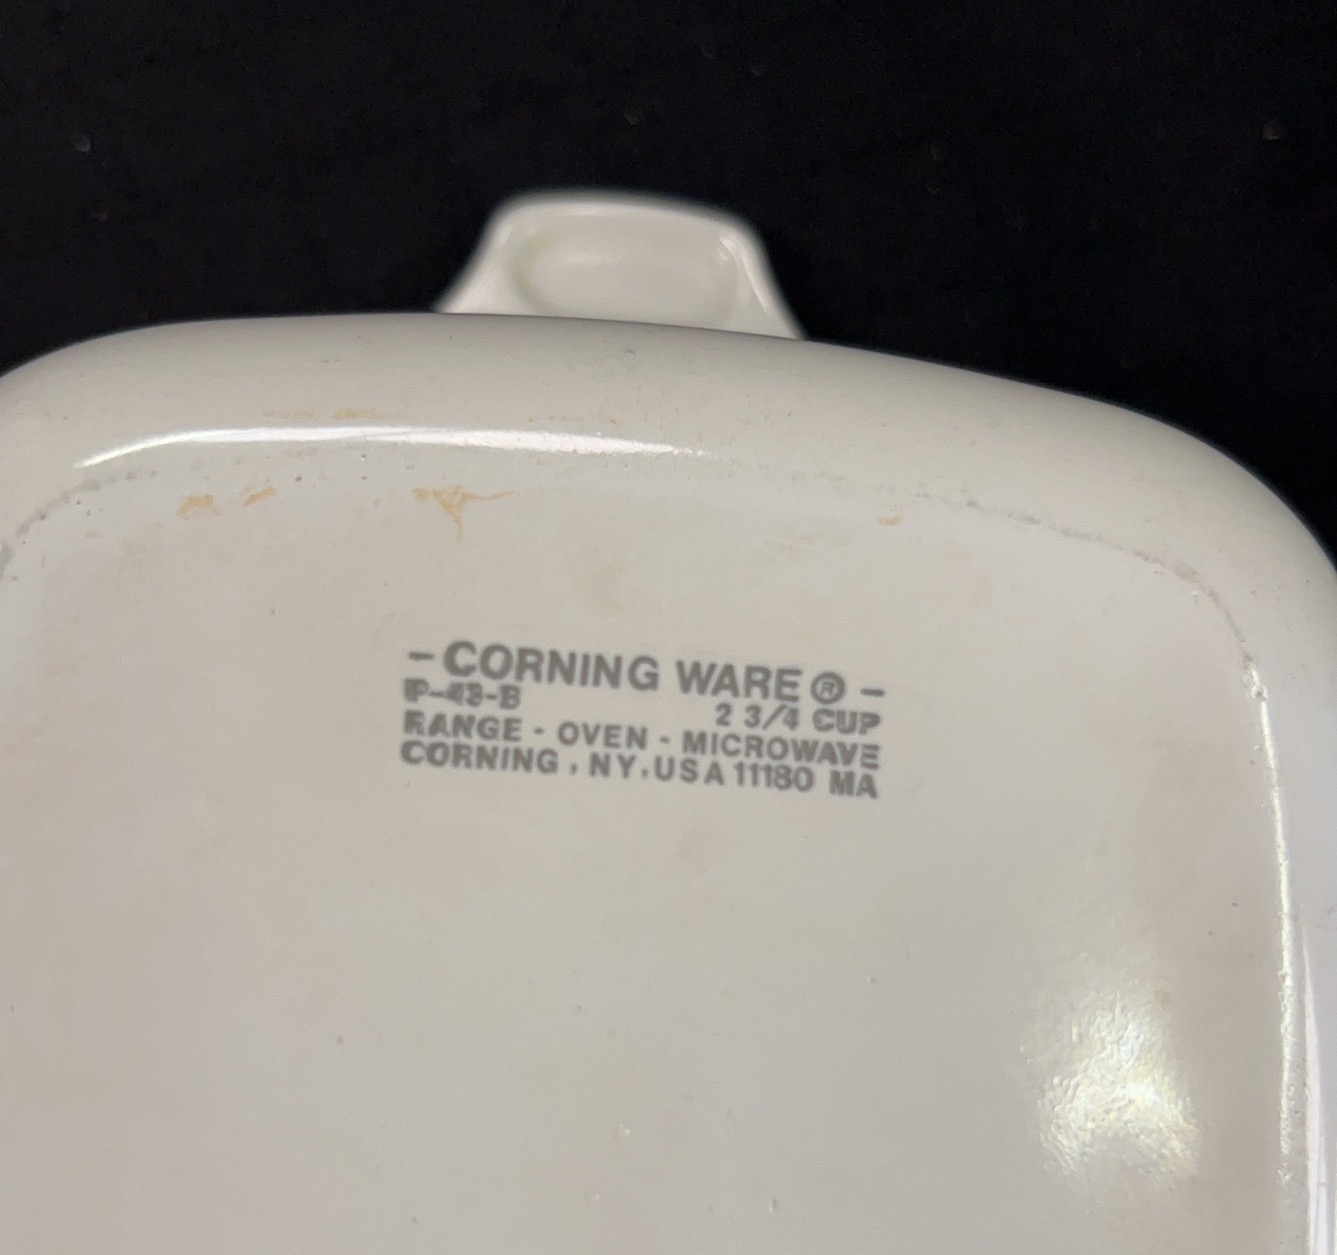 - CORNING WARE ® -
P-43-B 2 3/4 CUP
RANGE - OVEN - MICROWAVE
CORNING, NY, USA 11180 MA